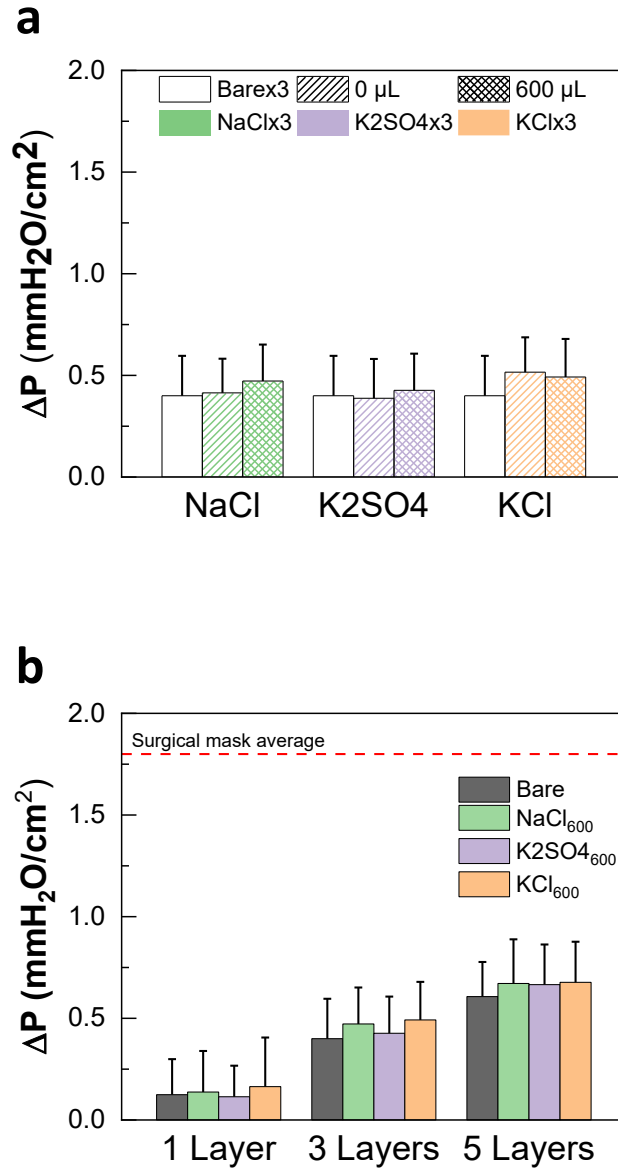 a
2.0
1.5
1.0
0.5
0.0
ΔP (mmH2O/cm²)
Barex3 0 µL 600 µL
NaClx3 K2SO4x3 KClx3
NaCl K2SO4 KCl
b
2.0
1.5
1.0
0.5
0.0
ΔP (mmH₂O/cm²)
Surgical mask average
Bare
NaCl₆₀₀
K2SO4₆₀₀
KCl₆₀₀
1 Layer 3 Layers 5 Layers